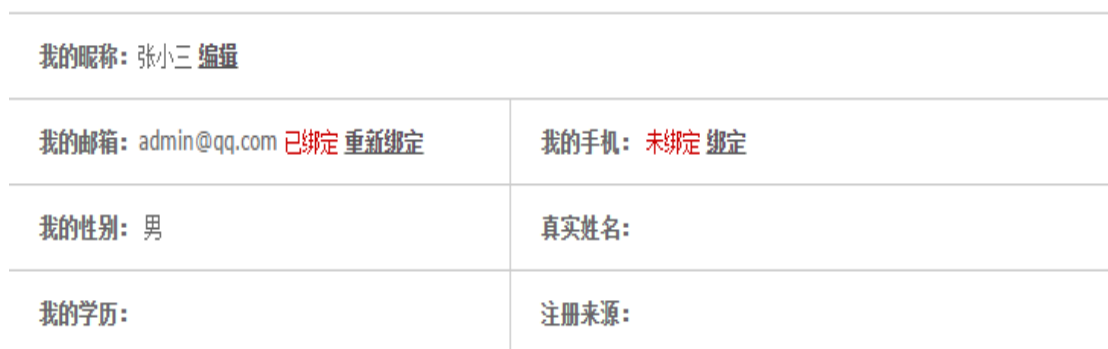 我的昵称：张小三 编辑
我的邮箱：admin@qq.com 已绑定 重新绑定
我的手机：未绑定 绑定
我的性别：男
真实姓名：
我的学历：
注册来源：